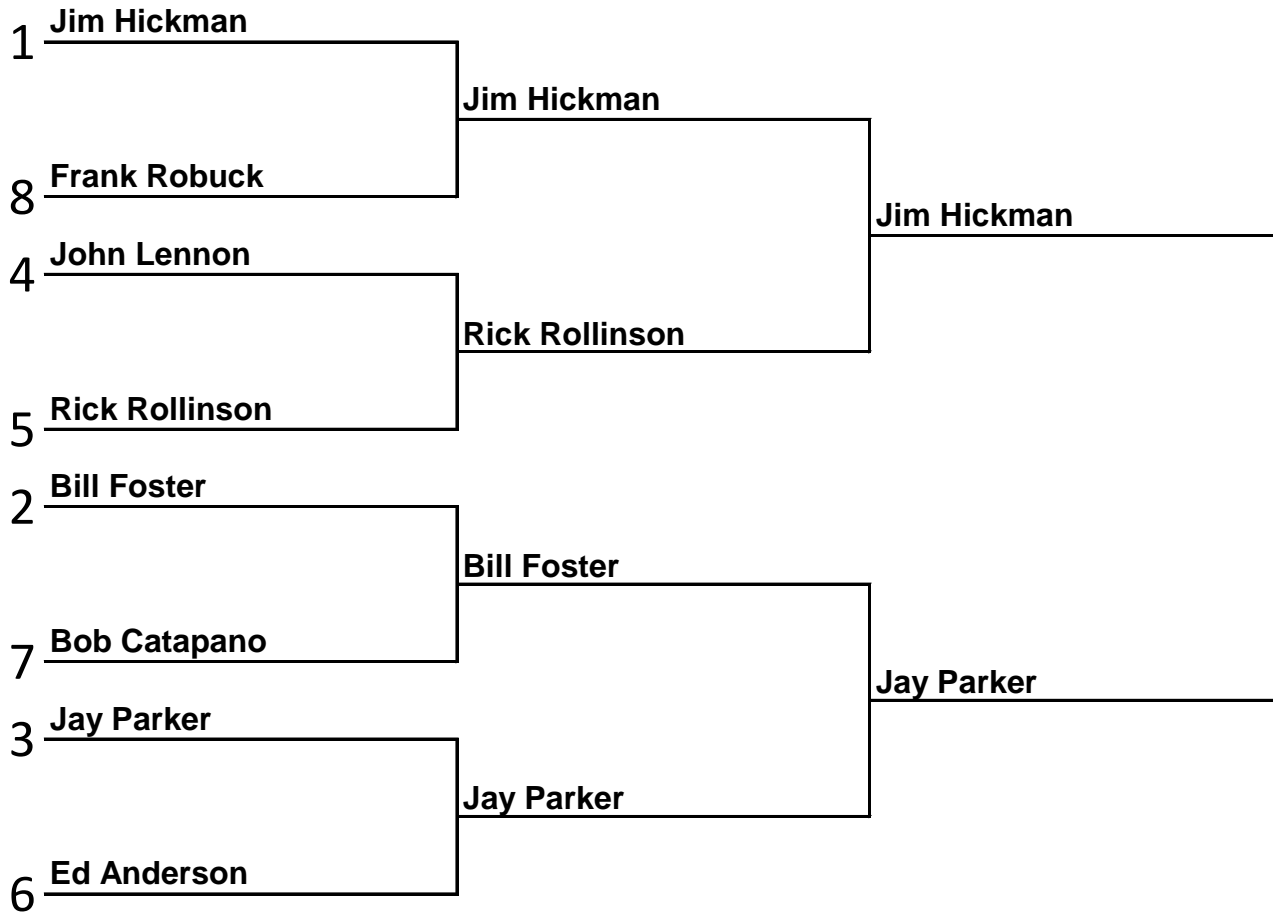 Jim Hickman
1
Jim Hickman
Frank Robuck
8
Jim Hickman
John Lennon
4
Rick Rollinson
Rick Rollinson
5
Bill Foster
2
Bill Foster
Bob Catapano
7
Jay Parker
Jay Parker
3
Jay Parker
Ed Anderson
6